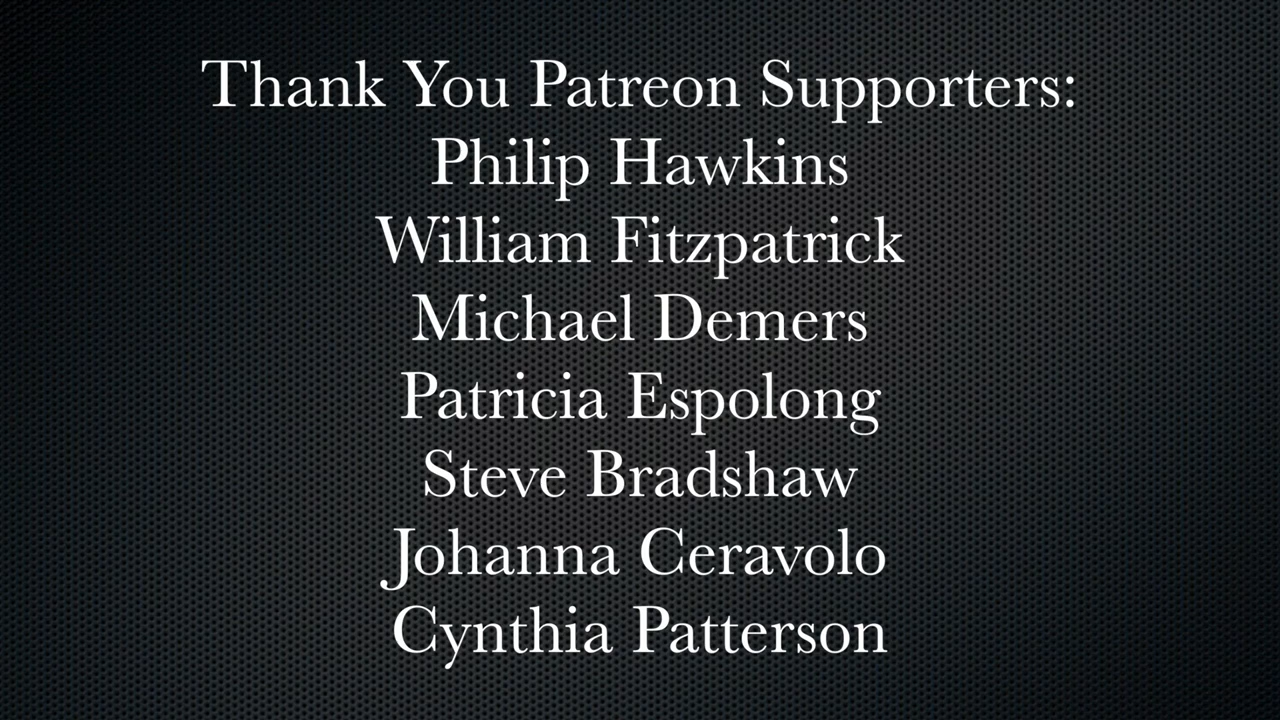 Thank You Patreon Supporters:
Philip Hawkins
William Fitzpatrick
Michael Demers
Patricia Espolong
Steve Bradshaw
Johanna Ceravolo
Cynthia Patterson